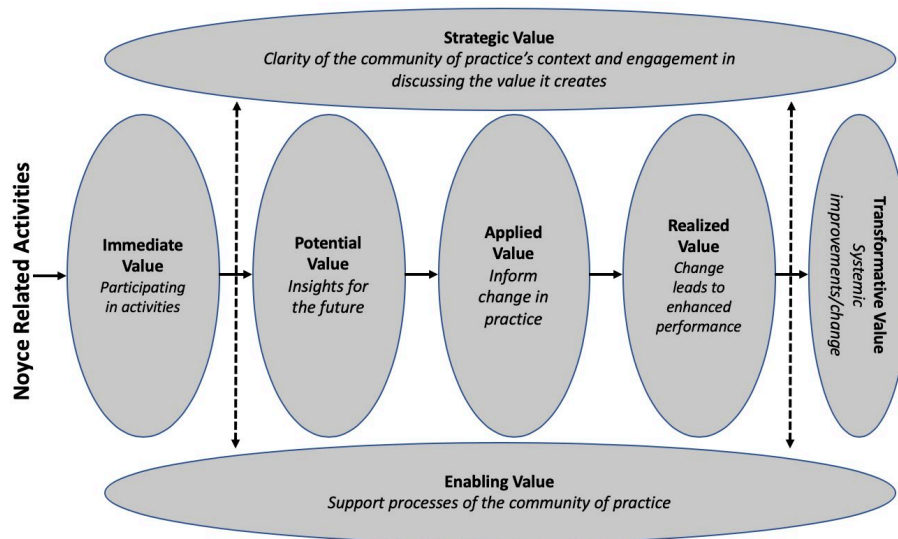 Strategic Value
Clarity of the community of practice's context and engagement in
discussing the value it creates
Noyce Related Activities
Immediate
Value
Participating
in activities
Potential
Value
Insights for
the future
Applied
Value
Inform
change in
practice
Realized
Value
Change
leads to
enhanced
performance
Transformative Value
Systemic
improvements/change
Enabling Value
Support processes of the community of practice